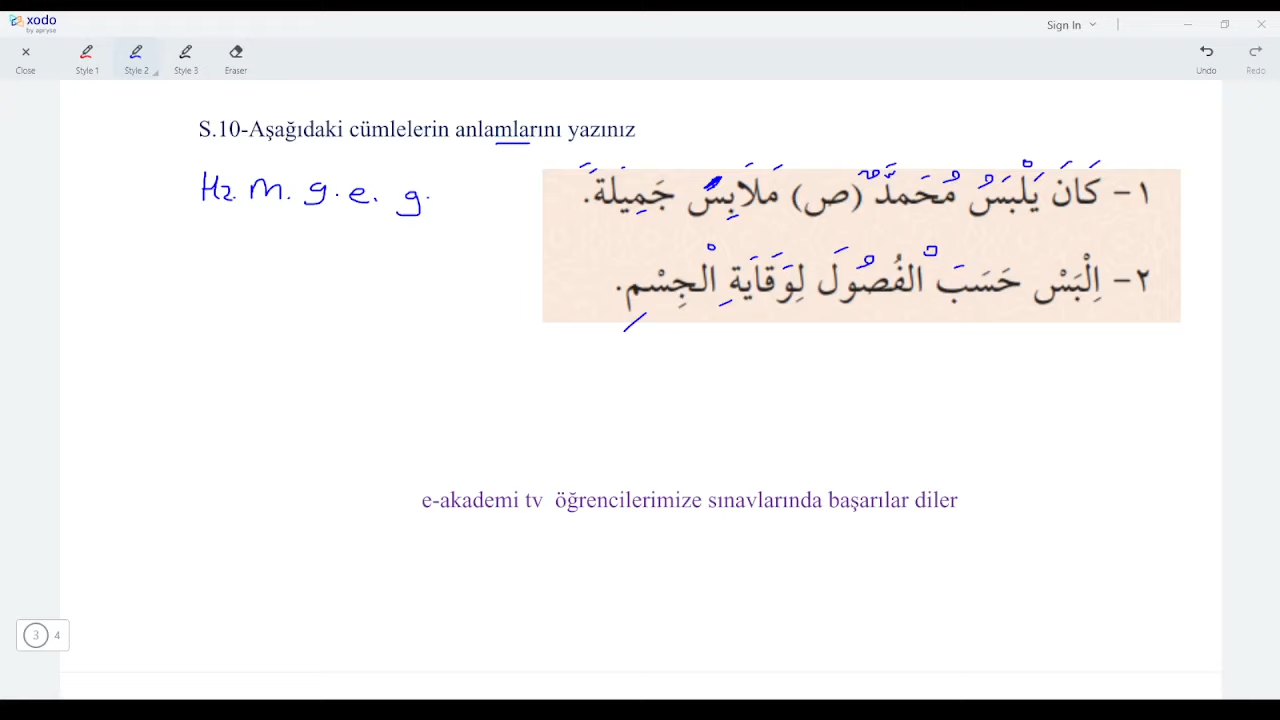 xodo
by apryse
Sign In
Close
Style 1
Style 2
Style 3
Eraser
Undo
Redo
S.10-Aşağıdaki cümlelerin anlamlarını yazınız
Hz. m. g. e. g.
١- كَانَ يَلْبَسُ مُحَمَدٌّ (ص) مَلَابِسَ جَمِيلَةً.
٢- اِلْبَسْ حَسَبَ الْفُصُولَ لِوَقَايَةِ الْجِسْمِ.
e-akademi tv öğrencilerimize sınavlarında başarılar diler
3 4